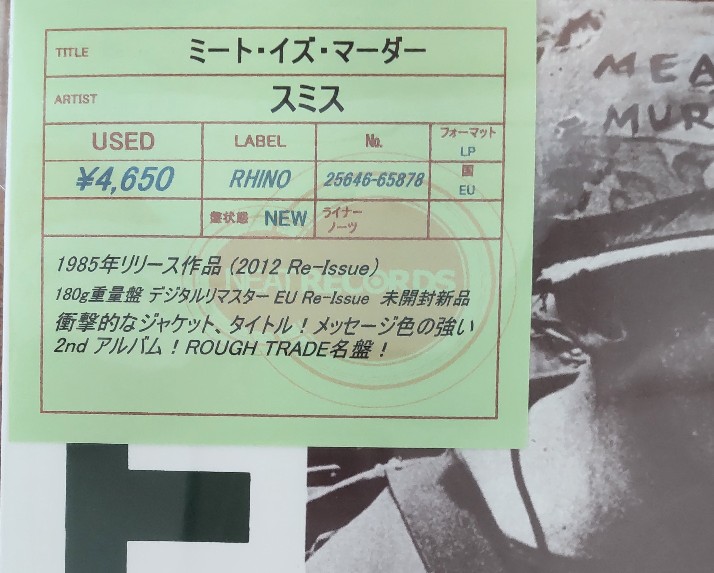 TITLE ミート・イズ・マーダー
ARTIST スミス
USED LABEL No. フォーマット LP
¥4,650 RHINO 25646-65878 国 EU
盤状態 NEW ライナーノーツ
1985年リリース作品 (2012 Re-Issue)
180g重量盤 デジタルリマスター EU Re-Issue 未開封新品
衝撃的なジャケット、タイトル！メッセージ色の強い
2nd アルバム！ROUGH TRADE名盤！
NEAT RECORDS
MEA
MUR